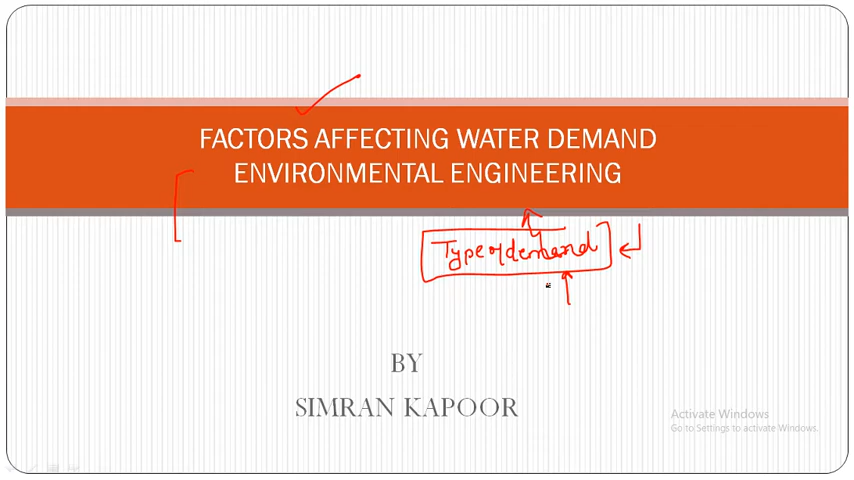 FACTORS AFFECTING WATER DEMAND
ENVIRONMENTAL ENGINEERING
Type of demand
BY
SIMRAN KAPOOR
Activate Windows
Go to Settings to activate Windows.